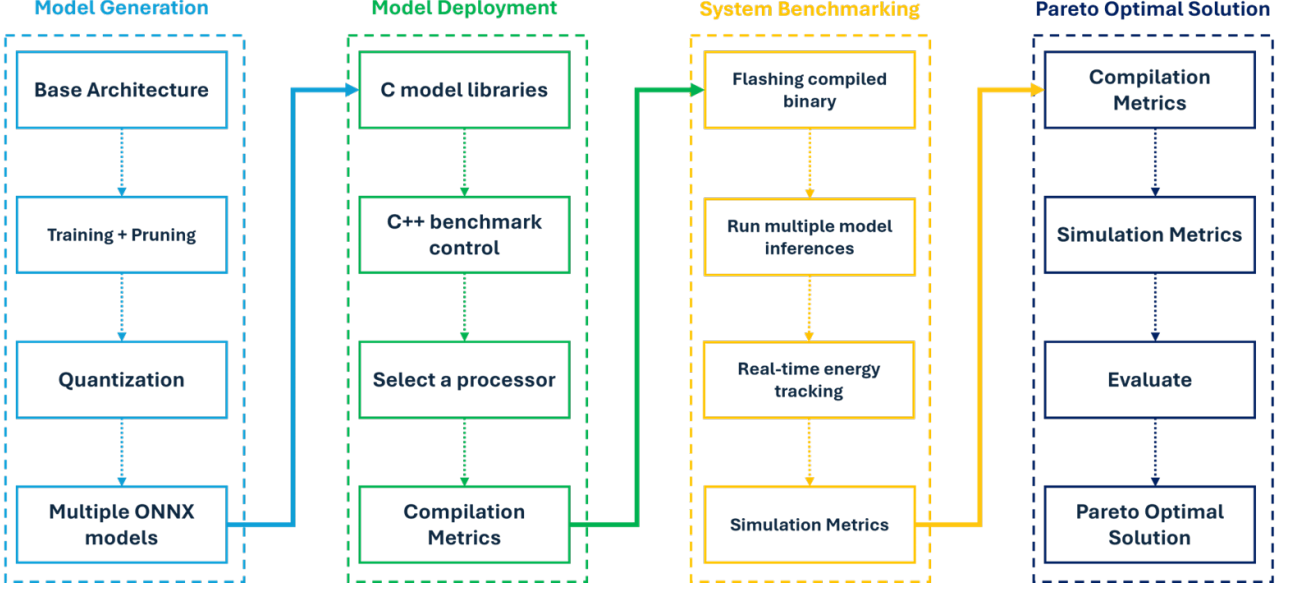 Model Generation
Base Architecture
Training + Pruning
Quantization
Multiple ONNX
models
Model Deployment
C model libraries
C++ benchmark
control
Select a processor
Compilation
Metrics
System Benchmarking
Flashing compiled
binary
Run multiple model
inferences
Real-time energy
tracking
Simulation Metrics
Pareto Optimal Solution
Compilation
Metrics
Simulation Metrics
Evaluate
Pareto Optimal
Solution